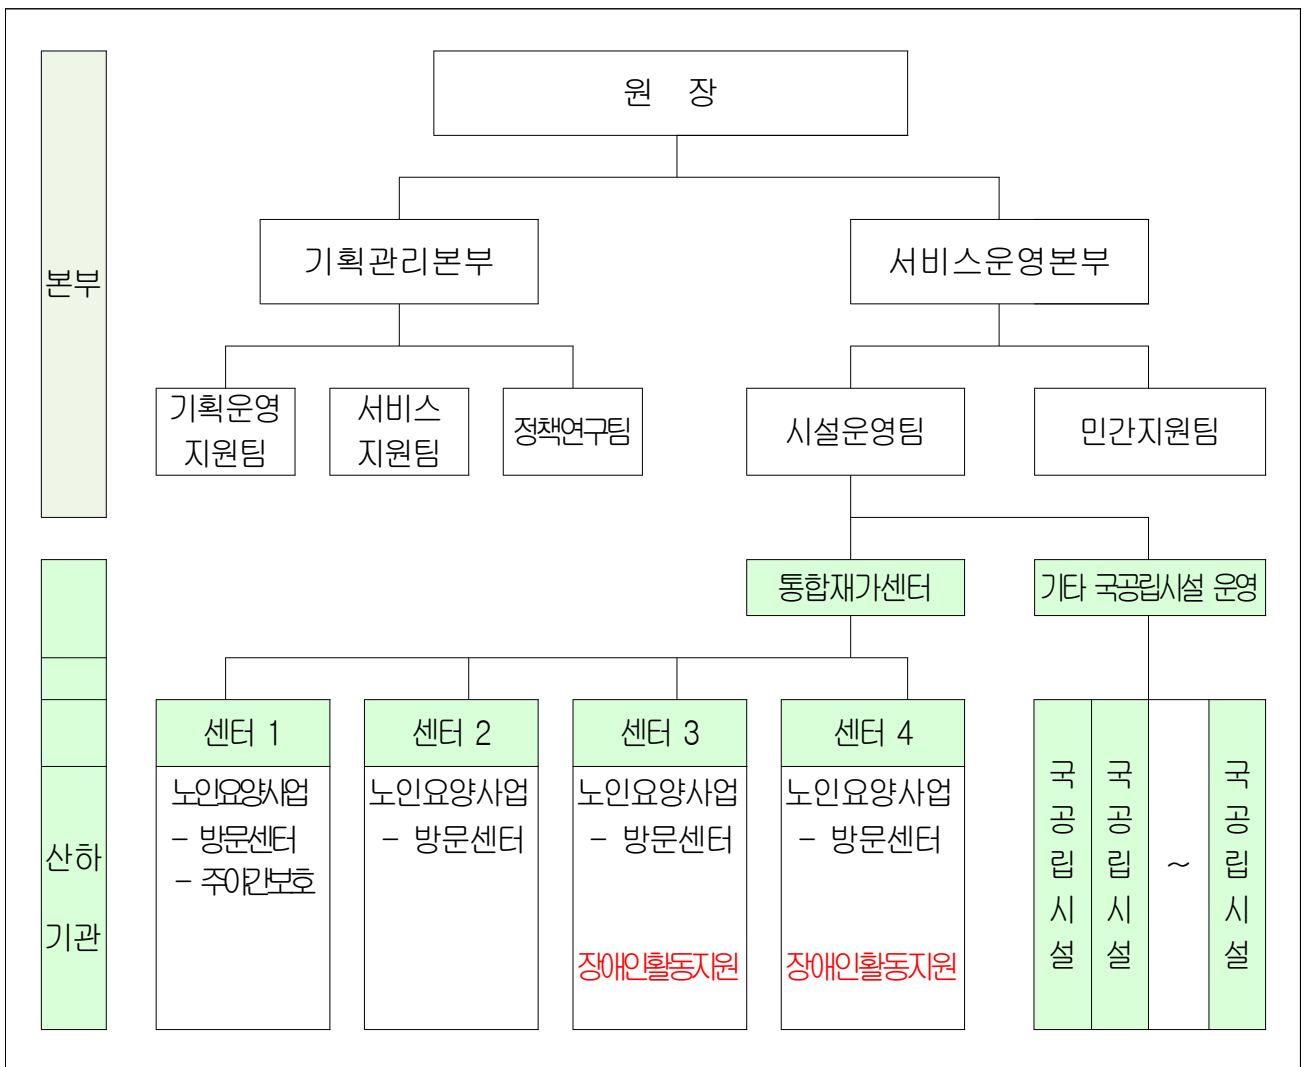 원 장
본부
기획관리본부
서비스운영본부
기획운영
지원팀
서비스
지원팀
정책연구팀
시설운영팀
민간지원팀
통합재가센터
기타 국공립시설 운영
센터 1
센터 2
센터 3
센터 4
산하
기관
노인요양사업
- 방문센터
- 주야간보호
노인요양사업
- 방문센터
노인요양사업
- 방문센터
장애인활동지원
노인요양사업
- 방문센터
장애인활동지원
국공립시설
국공립시설
~
국공립시설